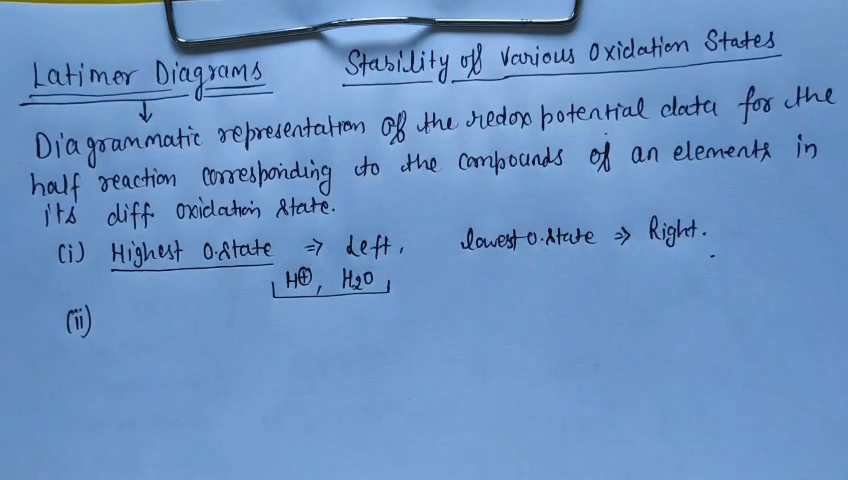 Latimer Diagrams Stability of Various Oxidation States
Diagrammatic representation of the redox potential data for the
half reaction corresponding to the compounds of an elements in
its diff oxidation state.
(i) Highest O.state ⇒ left, lowest o.state ⇒ Right.
H⊕, H2O
(ii)